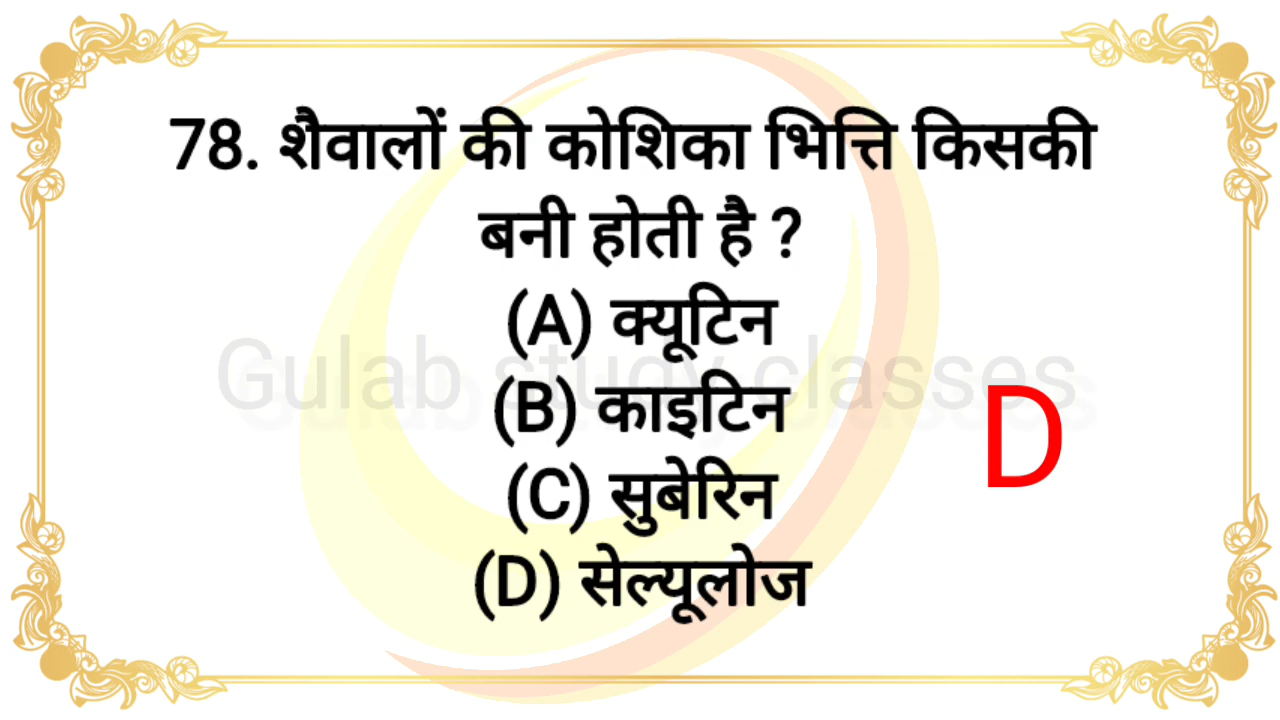 78. शैवालों की कोशिका भित्ति किसकी
बनी होती है ?
(A) क्यूटिन
(B) काइटिन
(C) सुबेरिन
(D) सेल्यूलोज
D
Gulab study classes